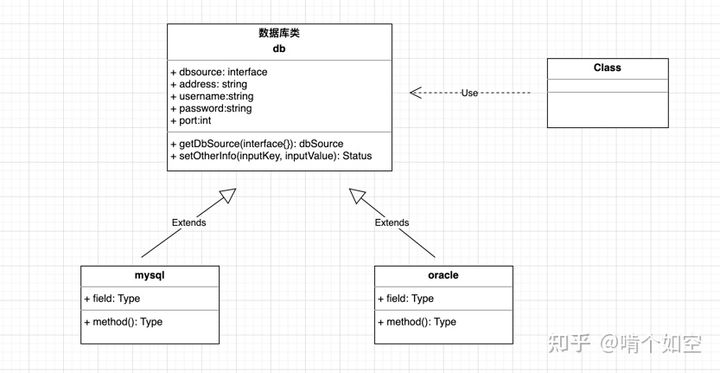 数据库类
db
+ dbsource: interface
+ address: string
+ username:string
+ password:string
+ port:int
+ getDbSource(interface{}): dbSource
+ setOtherInfo(inputKey, inputValue): Status
Class
Use
Extends
Extends
mysql
+ field: Type
+ method(): Type
oracle
+ field: Type
+ method(): Type
知乎 @啃个如空